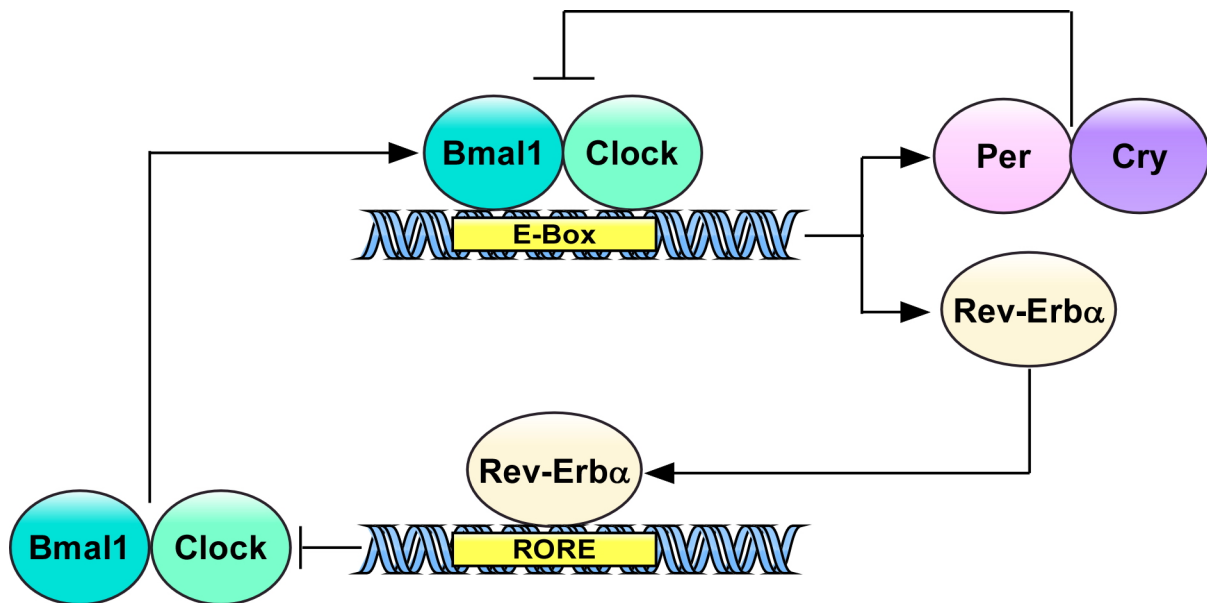 Bmal1 Clock
E-Box
Per Cry
Rev-Erbα
Rev-Erbα
RORE
Bmal1 Clock